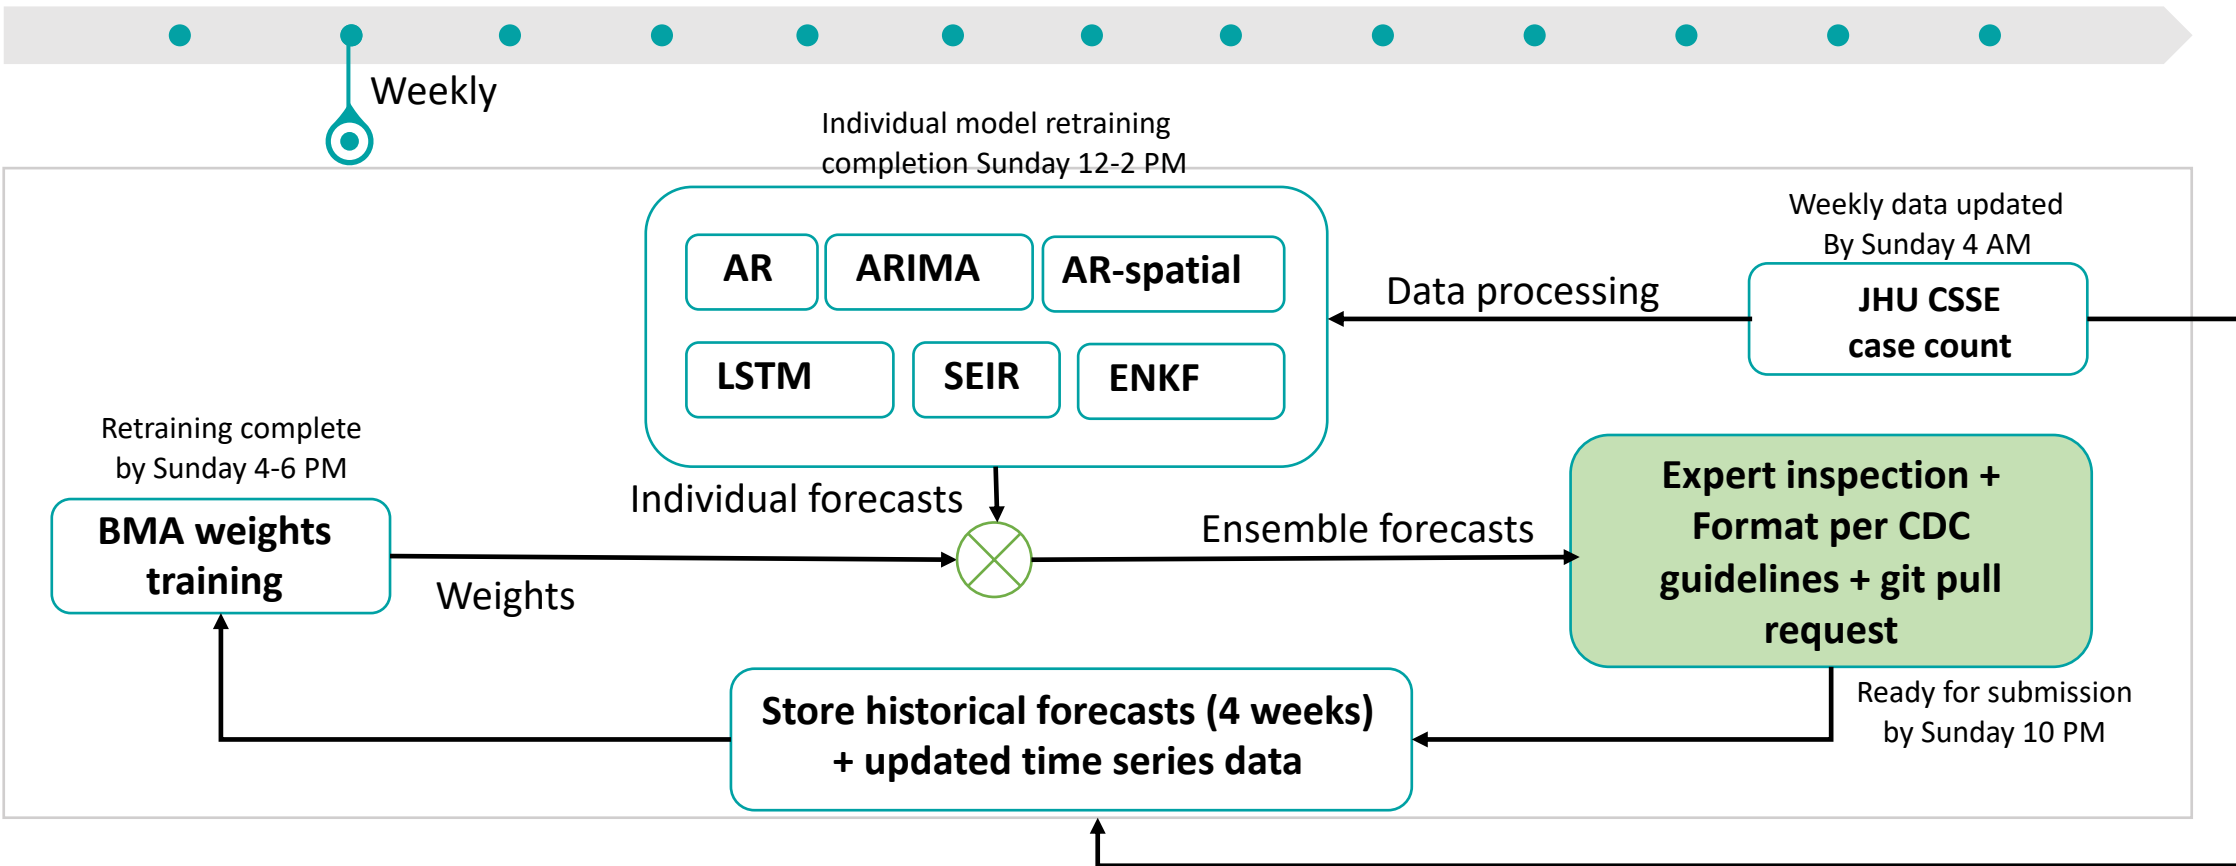 Weekly
Individual model retraining
completion Sunday 12-2 PM
AR
ARIMA
AR-spatial
LSTM
SEIR
ENKF
Data processing
Weekly data updated
By Sunday 4 AM
JHU CSSE
case count
Retraining complete
by Sunday 4-6 PM
BMA weights
training
Weights
Individual forecasts
Ensemble forecasts
Expert inspection +
Format per CDC
guidelines + git pull
request
Ready for submission
by Sunday 10 PM
Store historical forecasts (4 weeks)
+ updated time series data